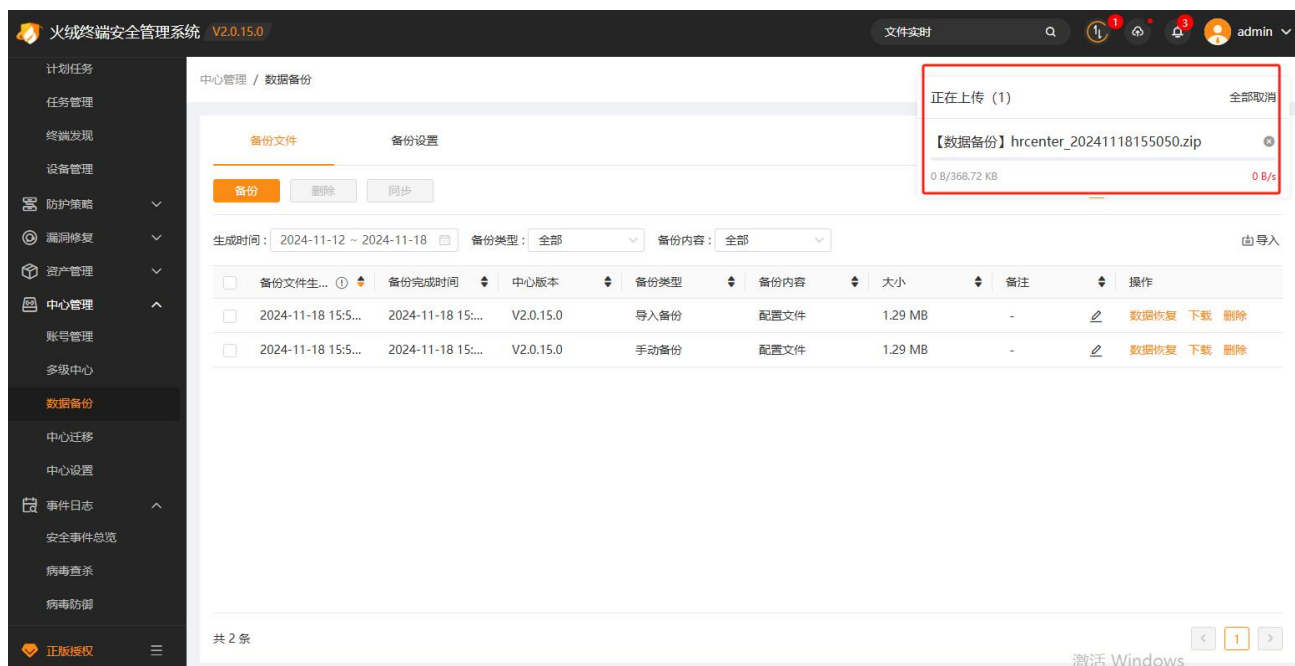 火绒终端安全管理系统 V2.0.15.0
文件实时
1
3
admin
计划任务
任务管理
终端发现
设备管理
防护策略
漏洞修复
资产管理
中心管理
账号管理
多级中心
数据备份
中心迁移
中心设置
事件日志
安全事件总览
病毒查杀
病毒防御
正版授权
中心管理 / 数据备份
正在上传（1） 全部取消
【数据备份】hrcenter_20241118155050.zip
0 B/368.72 KB 0 B/s
备份文件 备份设置
备份 删除 同步
生成时间： 2024-11-12 ~ 2024-11-18 备份类型： 全部 备份内容： 全部 导入
备份文件生... 备份完成时间 中心版本 备份类型 备份内容 大小 备注 操作
2024-11-18 15:5... 2024-11-18 15:... V2.0.15.0 导入备份 配置文件 1.29 MB - 数据恢复 下载 删除
2024-11-18 15:5... 2024-11-18 15:... V2.0.15.0 手动备份 配置文件 1.29 MB - 数据恢复 下载 删除
共 2 条 < 1 >
激活 Windows